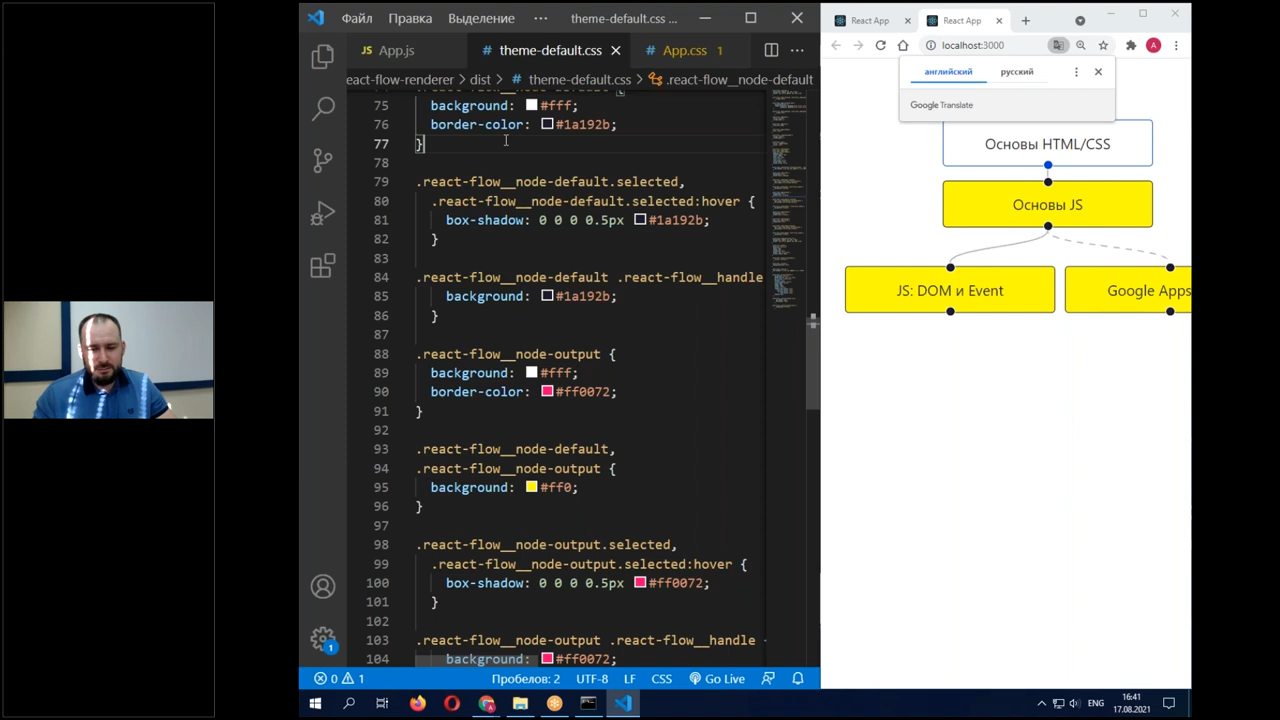 Файл Правка Выделение ··· theme-default.css ...
App.js theme-default.css App.css 1
eact-flow-renderer > dist > # theme-default.css > .react-flow__node-default
75 background: #fff;
76 border-color: #1a192b;
77 }
78
79 .react-flow__node-default.selected,
80 .react-flow__node-default.selected:hover {
81 box-shadow: 0 0 0 0.5px #1a192b;
82 }
83
84 .react-flow__node-default .react-flow__handle
85 background: #1a192b;
86 }
87
88 .react-flow__node-output {
89 background: #fff;
90 border-color: #ff0072;
91 }
92
93 .react-flow__node-default,
94 .react-flow__node-output {
95 background: #ff0;
96 }
97
98 .react-flow__node-output.selected,
99 .react-flow__node-output.selected:hover {
100 box-shadow: 0 0 0 0.5px #ff0072;
101 }
102
103 .react-flow__node-output .react-flow__handle
104 background: #ff0072;
1
0 1 Пробелов: 2 UTF-8 LF CSS Go Live
React App React App
localhost:3000 A
английский русский
Google Translate
Основы HTML/CSS
Основы JS
JS: DOM и Event Google Apps
ENG 16:41
17.08.2021